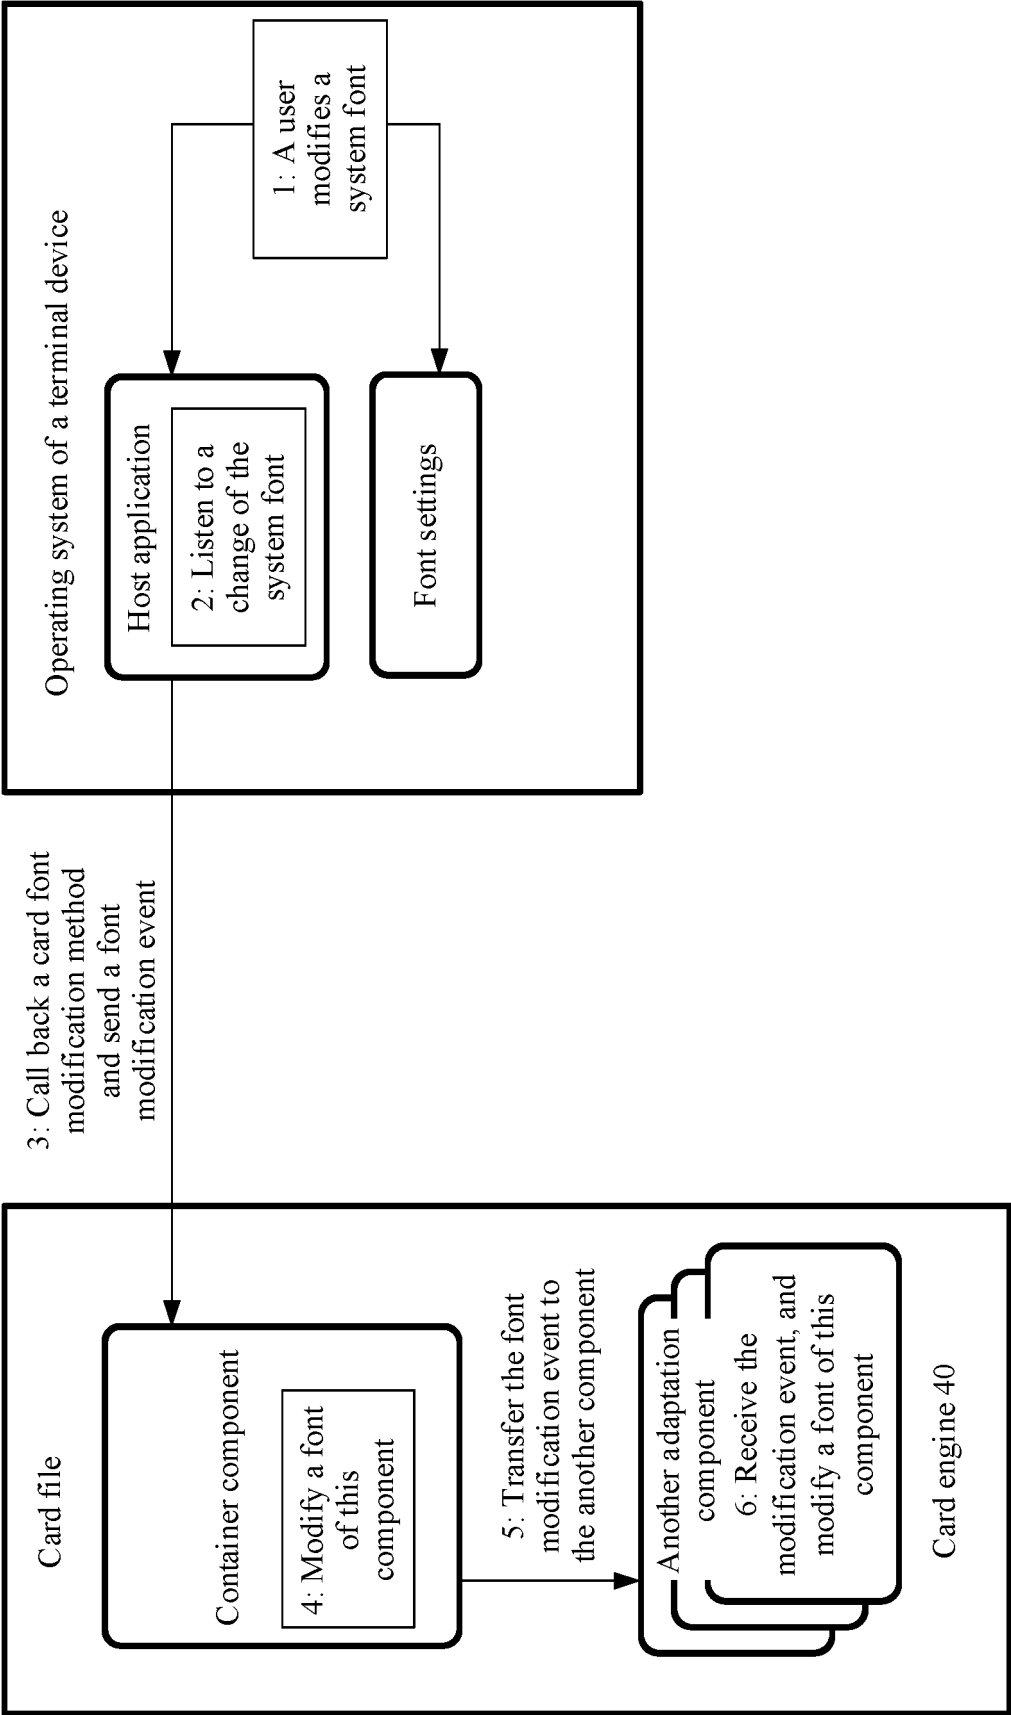 Card file
Container component
4: Modify a font
of this
component
5: Transfer the font
modification event to
the another component
Another adaptation
component
6: Receive the
modification event, and
modify a font of this
component
Card engine 40
3: Call back a card font
modification method
and send a font
modification event
Operating system of a terminal device
Host application
2: Listen to a
change of the
system font
Font settings
1: A user
modifies a
system font